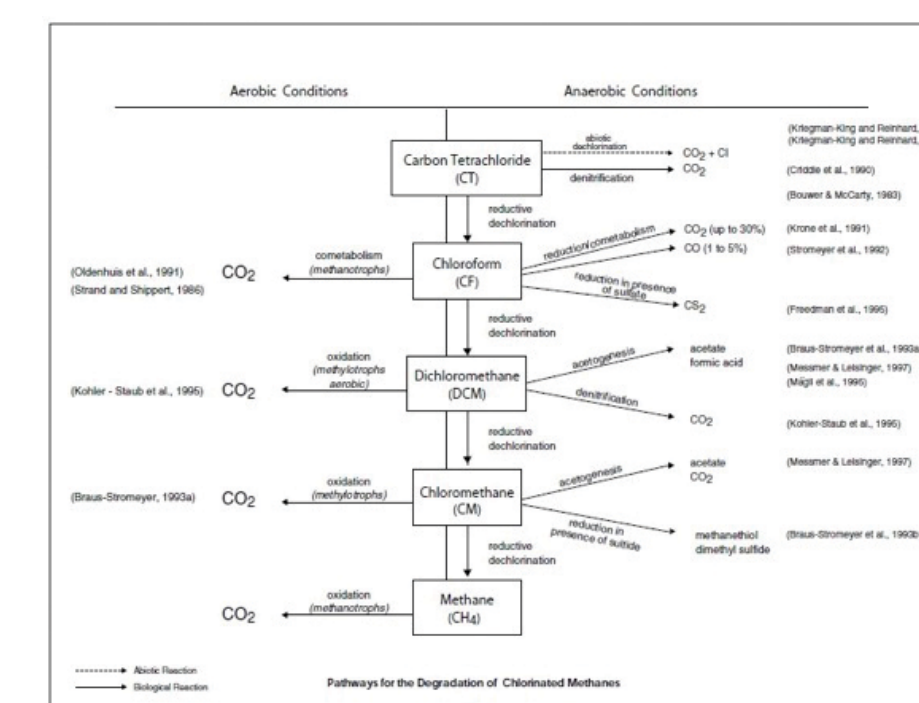 Aerobic Conditions
Anaerobic Conditions
Carbon Tetrachloride
(CT)
abiotic
dechlorination
CO2 + Cl
denitrification
CO2
(Kriegman-King and Reinhard,
(Kriegman-King and Reinhard,
(Criddle et al., 1990)
(Bouwer & McCarty, 1983)
reductive
dechlorination
Chloroform
(CF)
cometabolism
(methanotrophs)
CO2
(Oldenhuis et al., 1991)
(Strand and Shippert, 1986)
reduction/cometabolism
CO2 (up to 30%)
CO (1 to 5%)
(Krone et al., 1991)
(Stromeyer et al., 1992)
reduction in presence
of sulfate
CS2
(Freedman et al., 1995)
reductive
dechlorination
Dichloromethane
(DCM)
oxidation
(methylotrophs
aerobic)
CO2
(Kohler - Staub et al., 1995)
acetogenesis
acetate
formic acid
(Braus-Stromeyer et al., 1993a
(Messmer & Leisinger, 1997)
(Mägli et al., 1995)
denitrification
CO2
(Kohler-Staub et al., 1995)
reductive
dechlorination
Chloromethane
(CM)
oxidation
(methylotrophs)
CO2
(Braus-Stromeyer, 1993a)
acetogenesis
acetate
CO2
(Messmer & Leisinger, 1997)
reduction in
presence of sulfide
methanethiol
dimethyl sulfide
(Braus-Stromeyer et al., 1993b
reductive
dechlorination
Methane
(CH4)
oxidation
(methanotrophs)
CO2
Abiotic Reaction
Biological Reaction
Pathways for the Degradation of Chlorinated Methanes